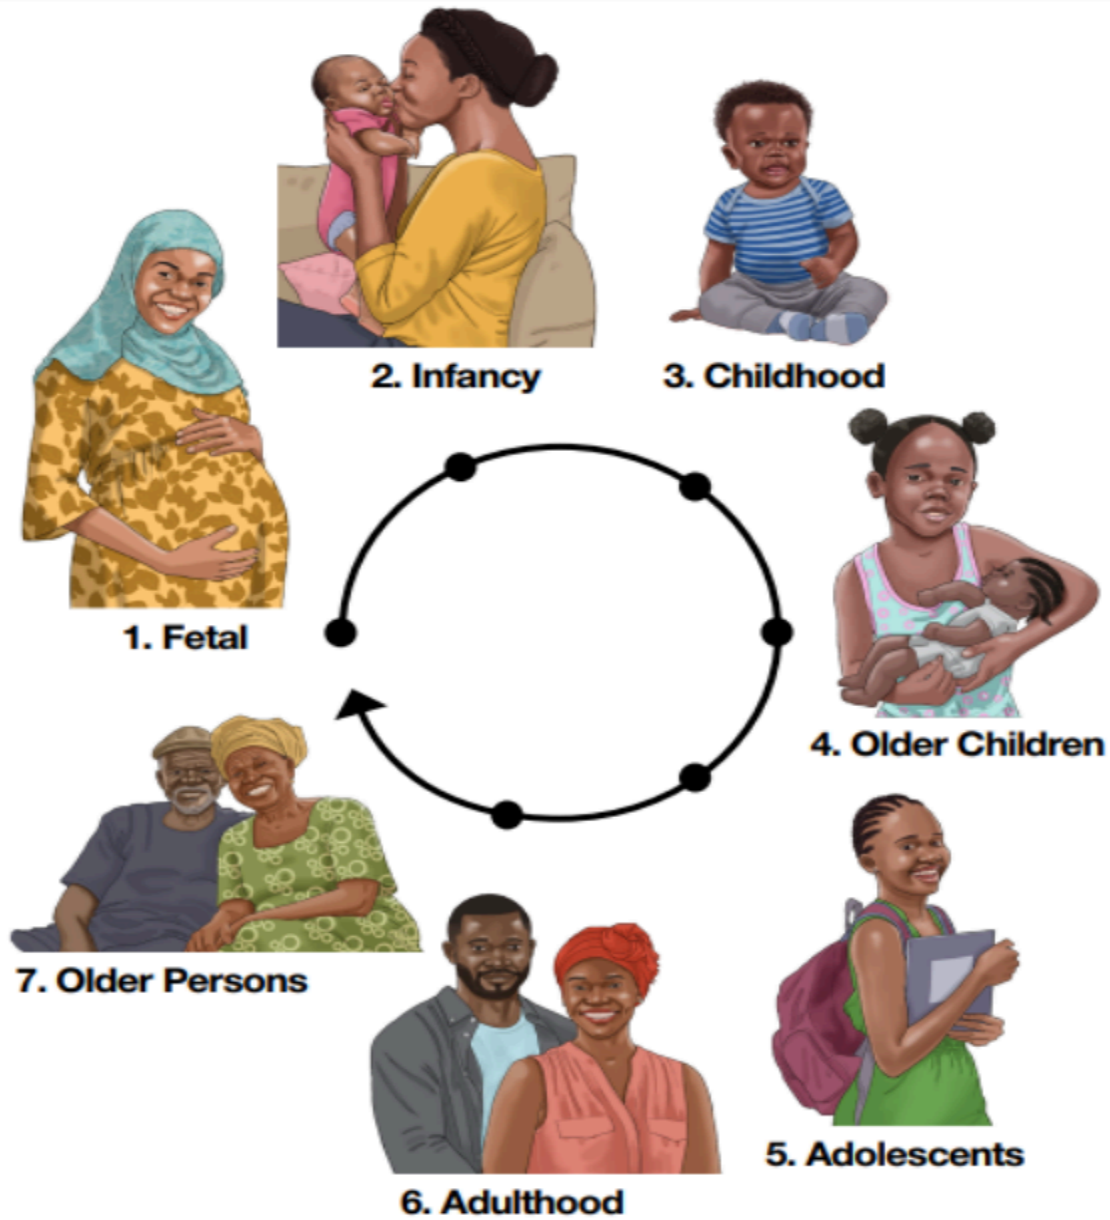 1. Fetal
2. Infancy
3. Childhood
4. Older Children
5. Adolescents
6. Adulthood
7. Older Persons